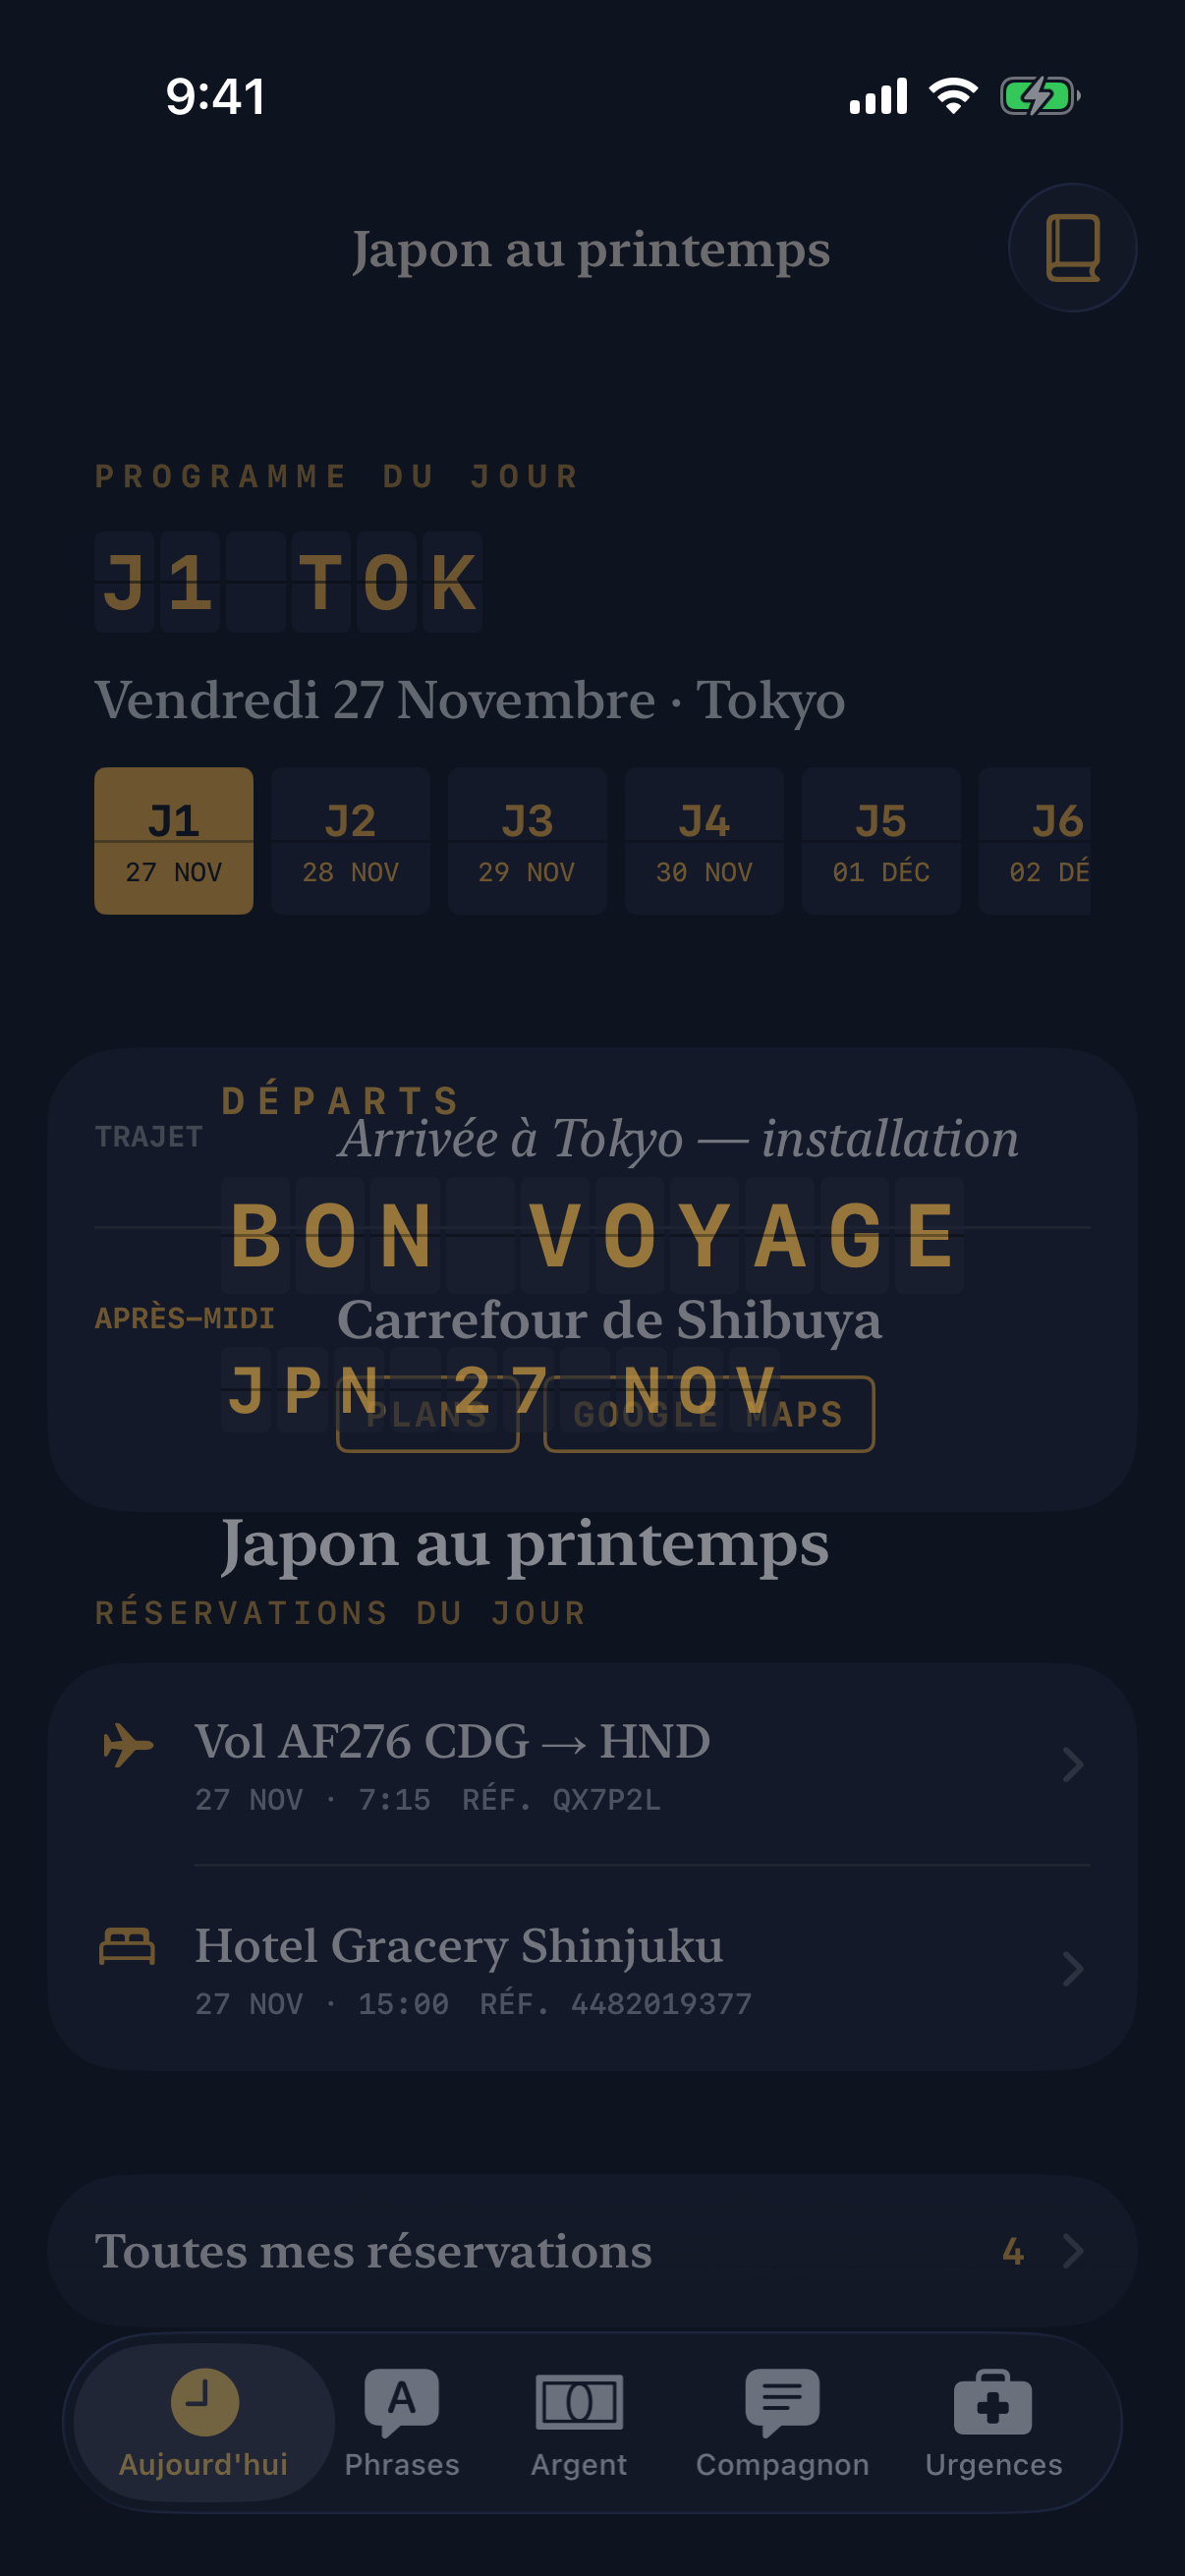 9:41
Japon au printemps
PROGRAMME DU JOUR
J1 TOK
Vendredi 27 Novembre · Tokyo
J1 J2 J3 J4 J5 J6
27 NOV 28 NOV 29 NOV 30 NOV 01 DÉC 02 DÉ
DÉPARTS
TRAJET Arrivée à Tokyo — installation
BON VOYAGE
APRÈS-MIDI Carrefour de Shibuya
JPN 27 NOV
PLANS GOOGLE MAPS
Japon au printemps
RÉSERVATIONS DU JOUR
Vol AF276 CDG → HND
27 NOV · 7:15 RÉF. QX7P2L
Hotel Gracery Shinjuku
27 NOV · 15:00 RÉF. 4482019377
Toutes mes réservations 4
Aujourd'hui Phrases Argent Compagnon Urgences